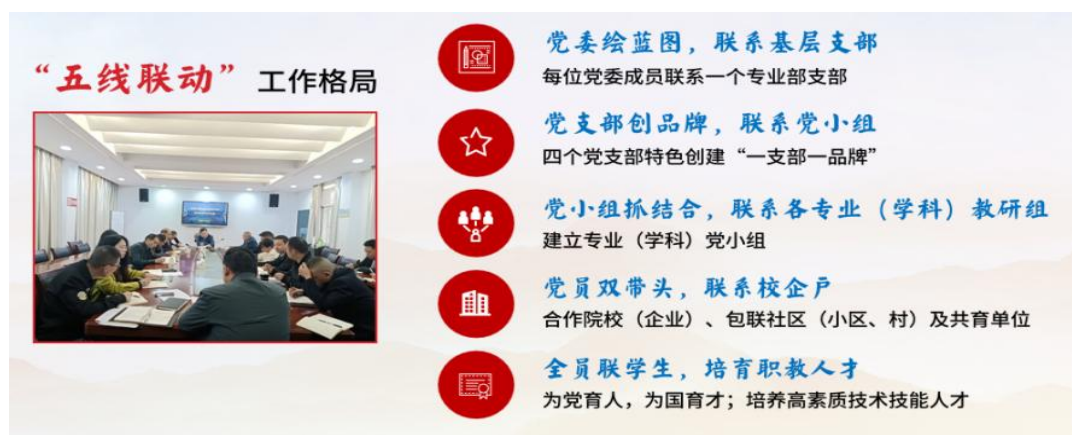 “五线联动”工作格局
党委绘蓝图，联系基层支部
每位党委成员联系一个专业部支部
党支部创品牌，联系党小组
四个党支部特色创建“一支部一品牌”
党小组抓结合，联系各专业（学科）教研组
建立专业（学科）党小组
党员双带头，联系校企户
合作院校（企业）、包联社区（小区、村）及共育单位
全员联学生，培育职教人才
为党育人，为国育才；培养高素质技术技能人才